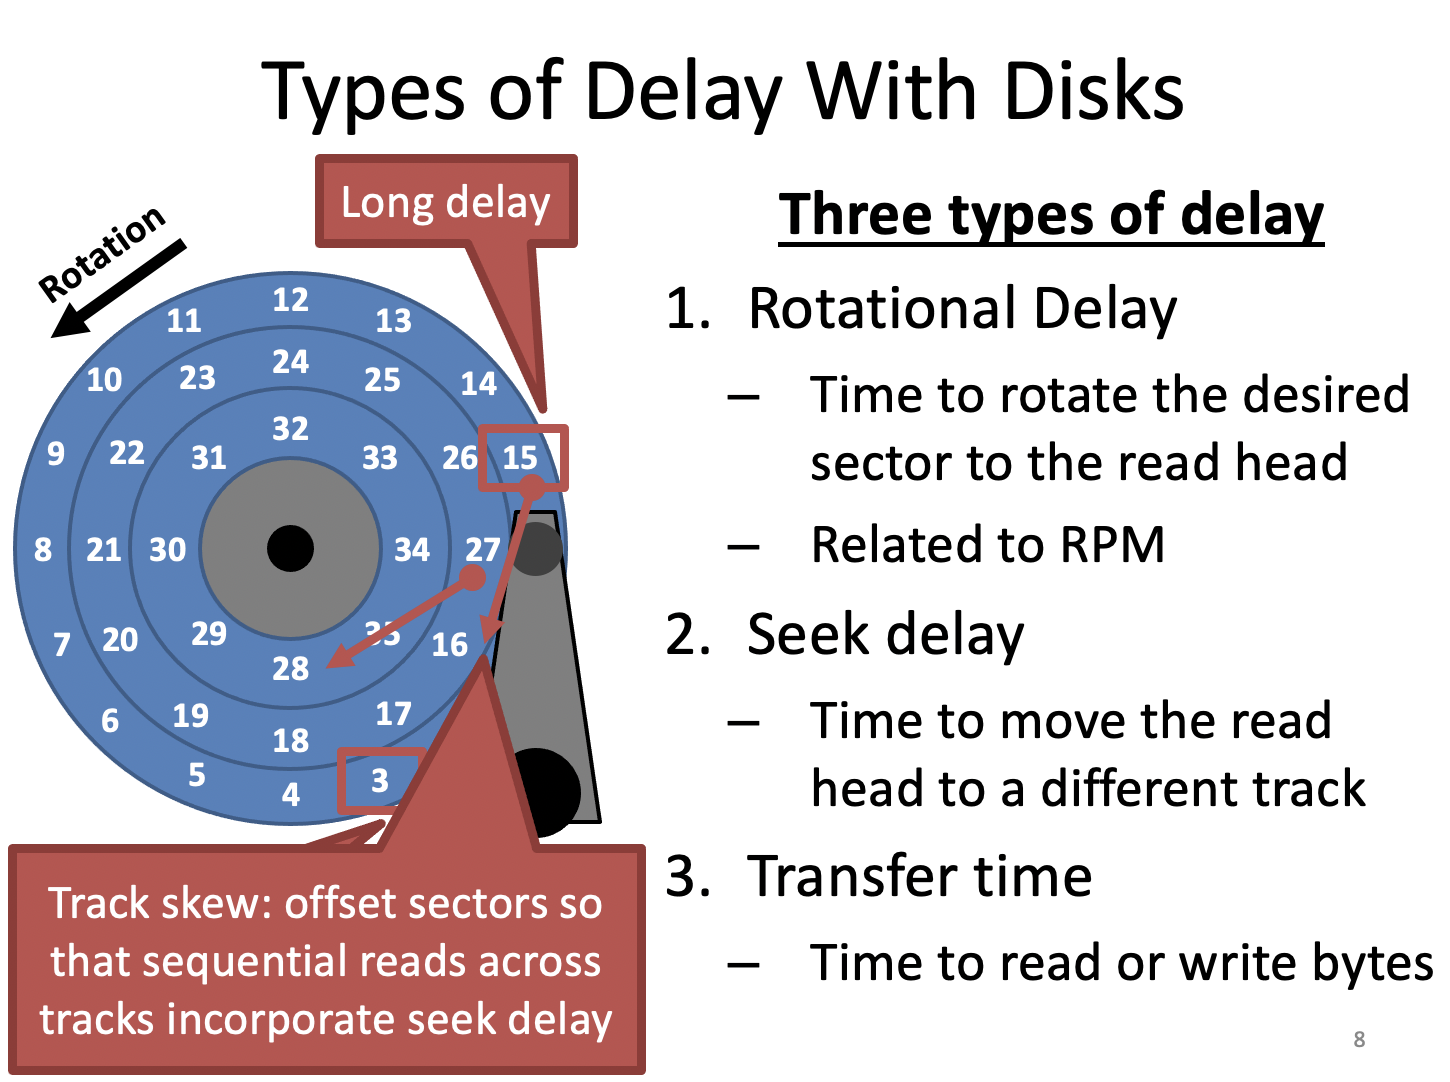 Types of Delay With Disks
Long delay
Rotation
12
11
13
24
10
23
25
14
32
9
22
31
33
26
15
8
21
30
34
27
7
20
29
35
16
28
6
19
17
18
5
3
4
Track skew: offset sectors so
that sequential reads across
tracks incorporate seek delay
Three types of delay
1. Rotational Delay
– Time to rotate the desired
sector to the read head
– Related to RPM
2. Seek delay
– Time to move the read
head to a different track
3. Transfer time
– Time to read or write bytes
8